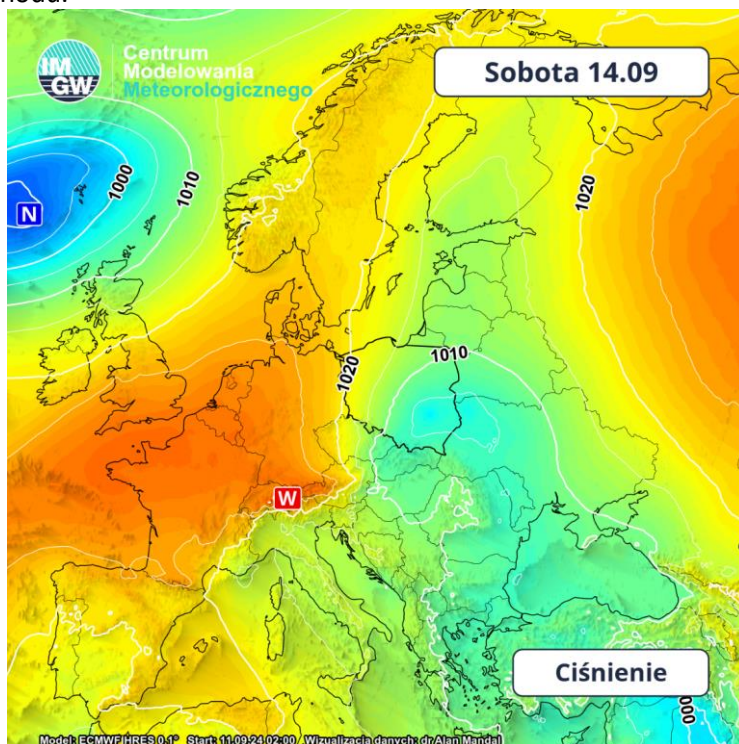 IM
GW
Centrum
Modelowania
Meteorologicznego
Sobota 14.09
1000
1010
N
1020
1010
1020
W
Ciśnienie
000
Model: ECMWF HRES 0.1° Start: 11.09.24 02:00 Wizualizacja danych: dr Alan Mandal